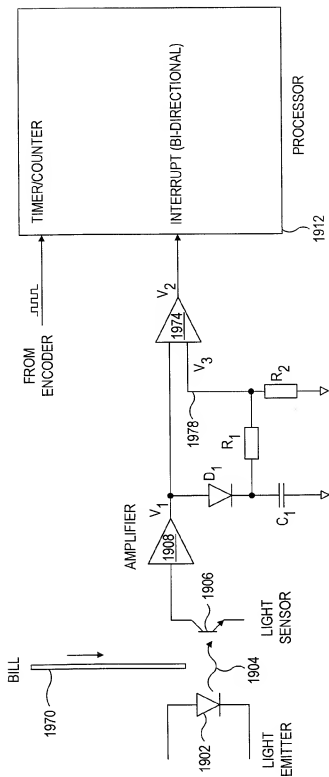 BILL
1970
LIGHT
EMITTER
1902
1904
LIGHT
SENSOR
1906
AMPLIFIER
1908
V1
D1
C1
R1
R2
1978
V3
1974
V2
FROM
ENCODER
TIMER/COUNTER
INTERRUPT (BI-DIRECTIONAL)
PROCESSOR
1912